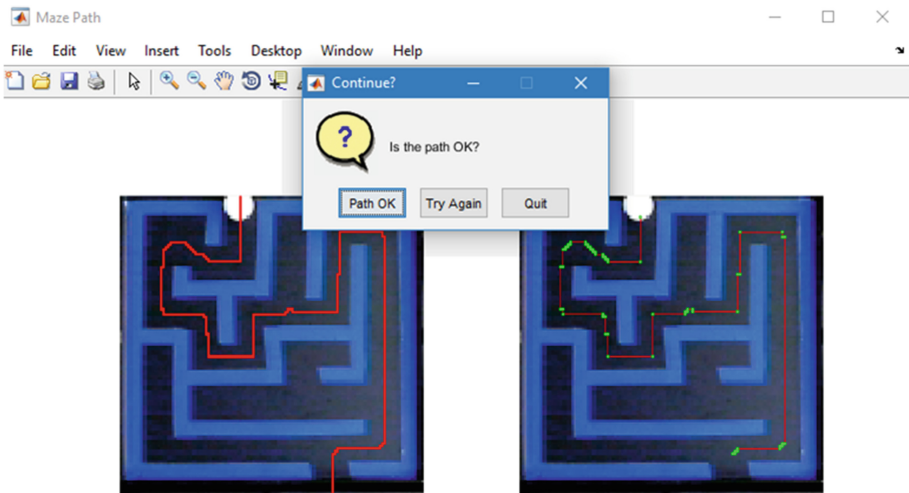 Maze Path
File Edit View Insert Tools Desktop Window Help
Continue?
?
Is the path OK?
Path OK Try Again Quit